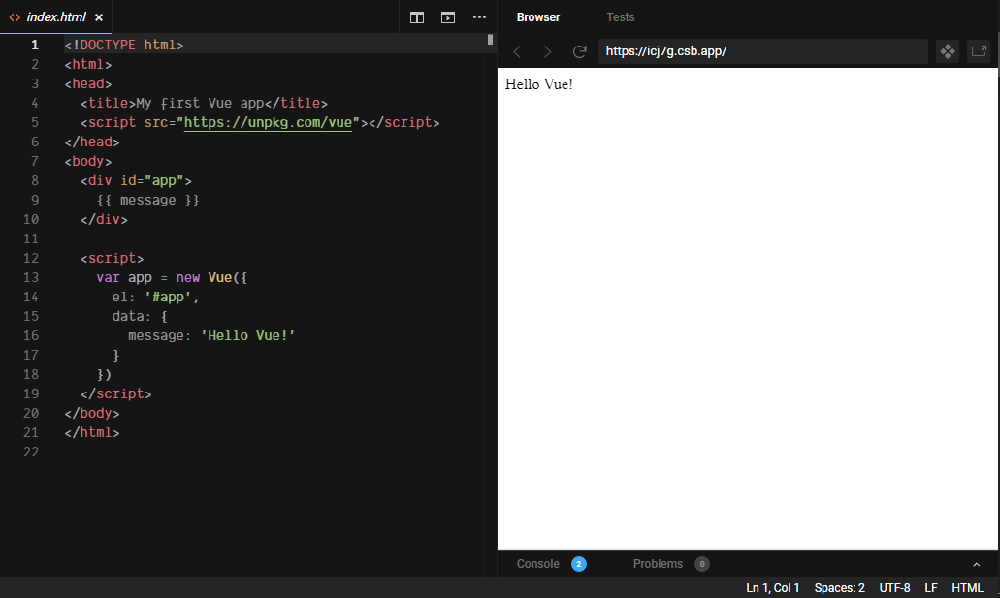 <> index.html ×
1 <!DOCTYPE html>
2 <html>
3 <head>
4   <title>My first Vue app</title>
5   <script src="https://unpkg.com/vue"></script>
6 </head>
7 <body>
8   <div id="app">
9     {{ message }}
10   </div>
11
12   <script>
13     var app = new Vue({
14       el: '#app',
15       data: {
16         message: 'Hello Vue!'
17       }
18     })
19   </script>
20 </body>
21 </html>
22
Browser Tests
https://icj7g.csb.app/
Hello Vue!
Console 2 Problems 0
Ln 1, Col 1 Spaces: 2 UTF-8 LF HTML